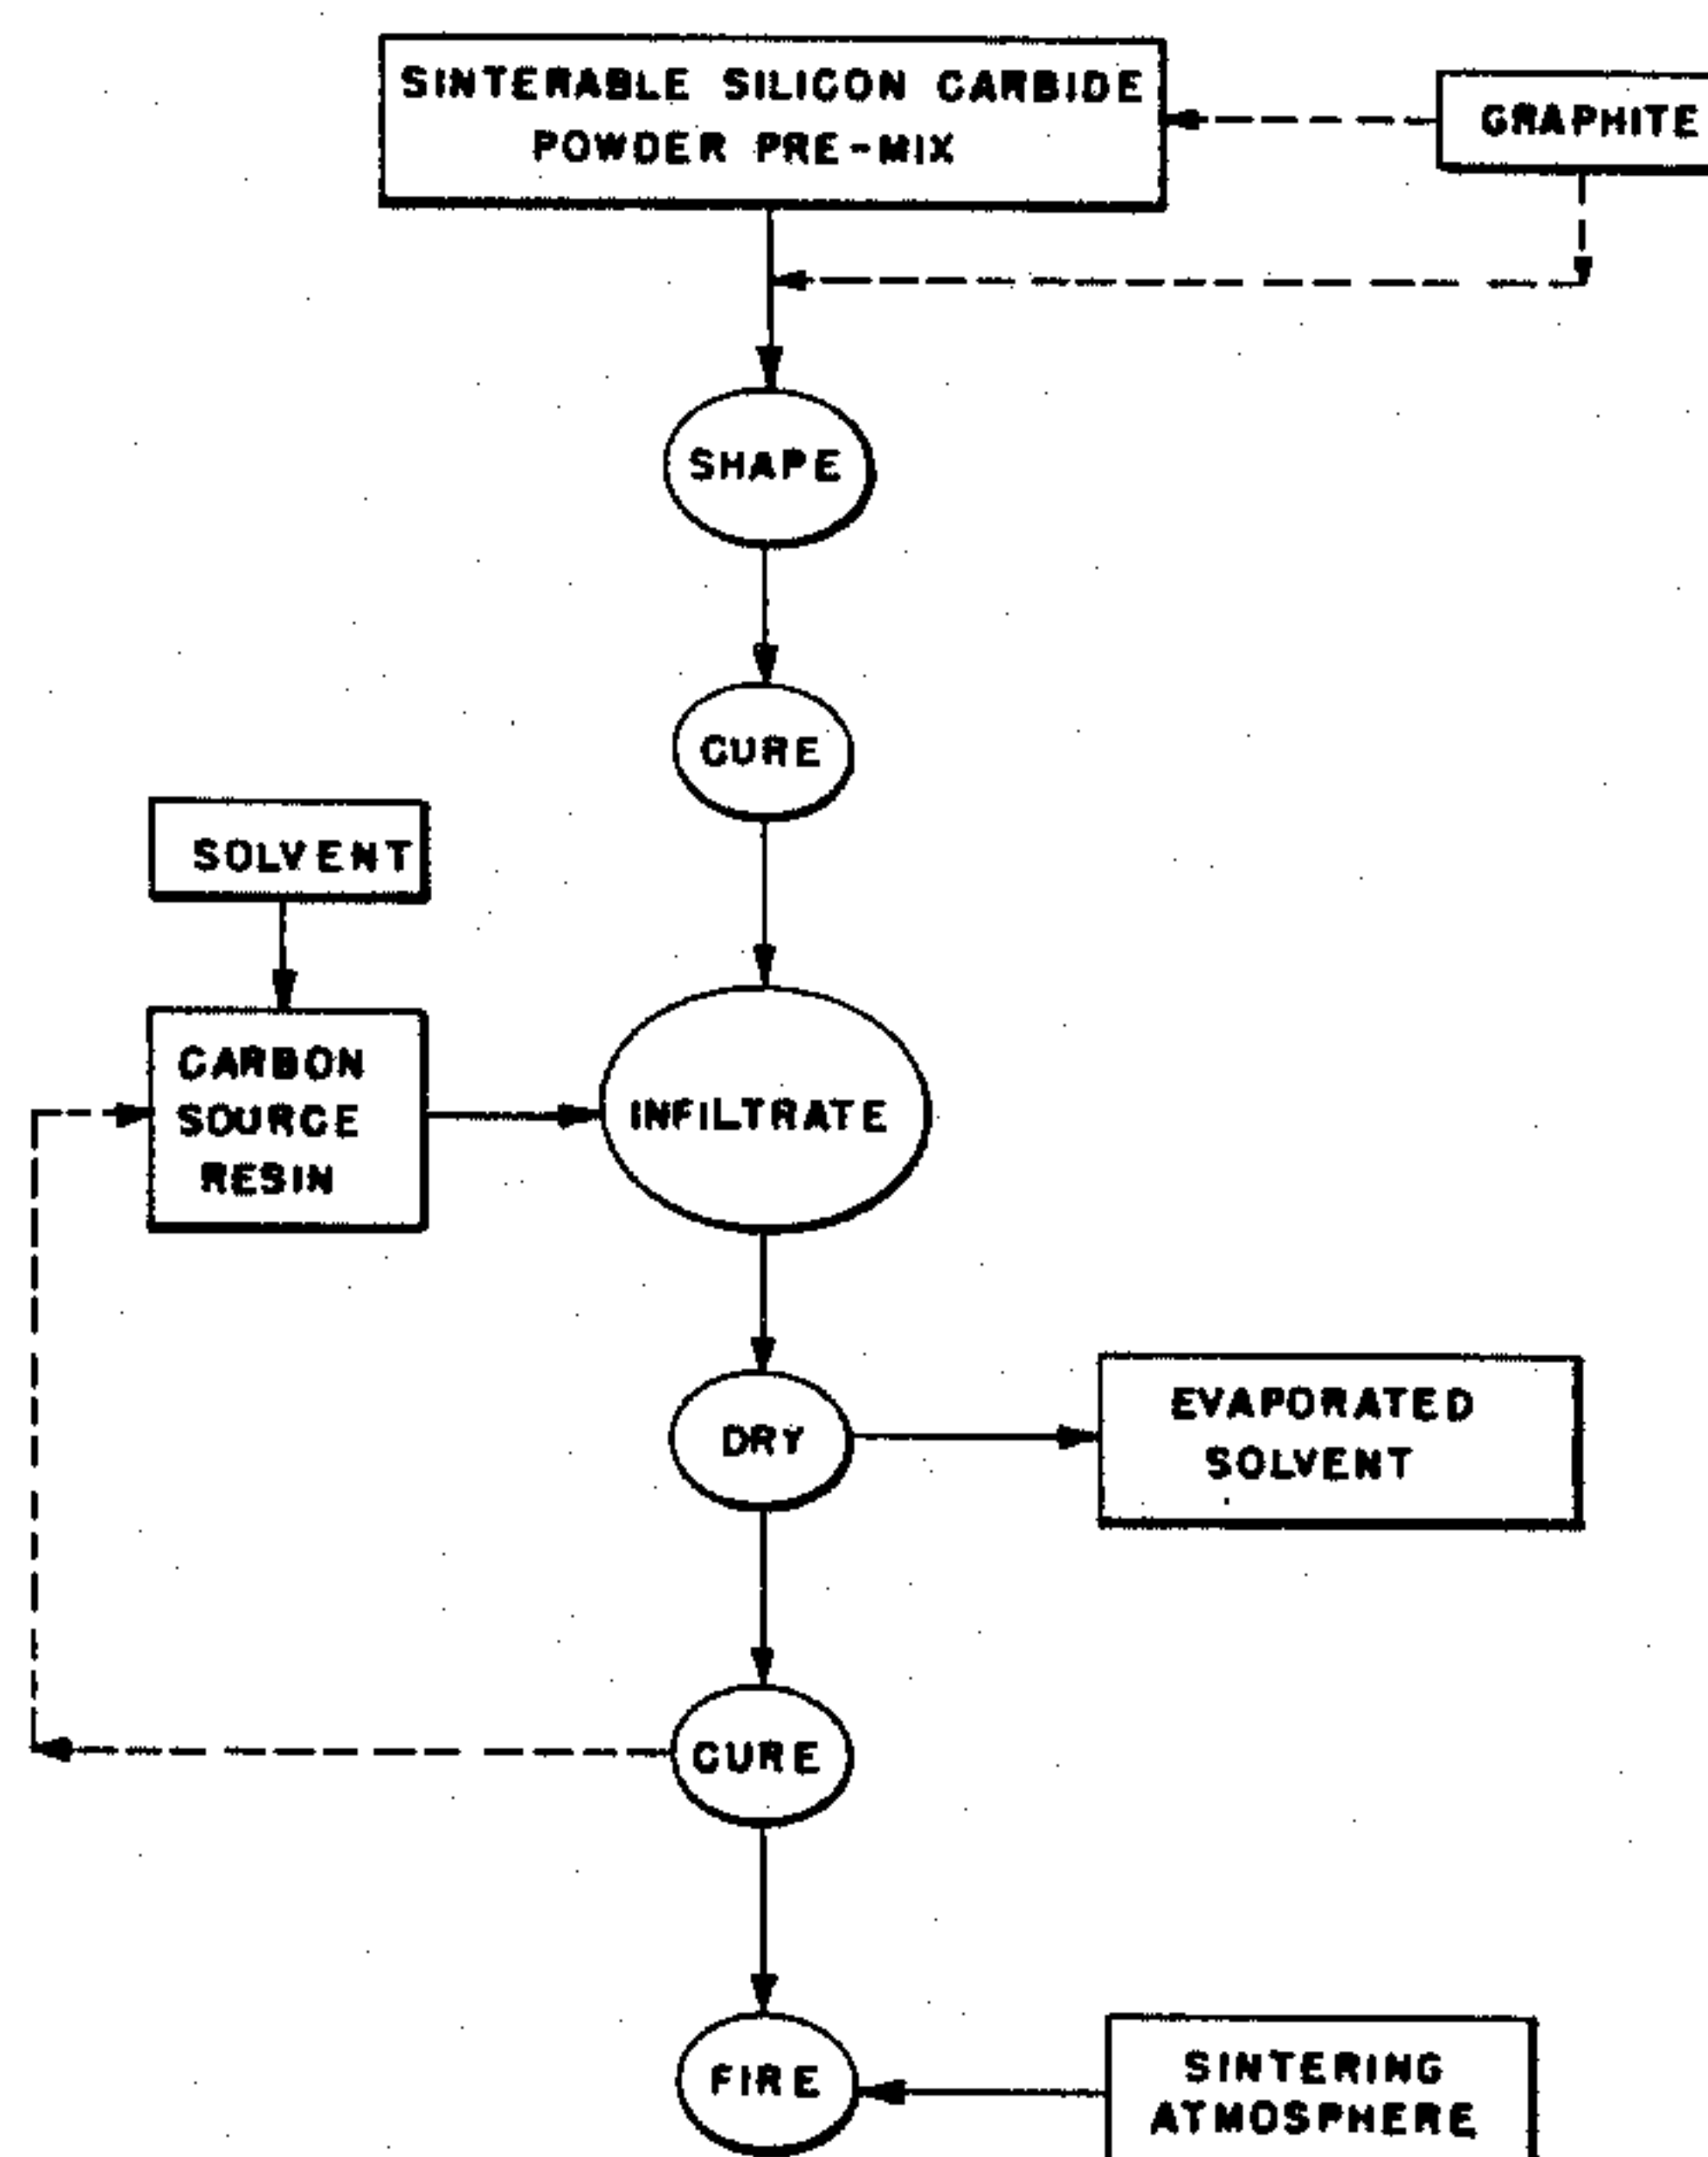 SINTERABLE SILICON CARBIDE
POWDER PRE-MIX
GRAPHITE
SHAPE
CURE
SOLVENT
CARBON
SOURCE
RESIN
INFILTRATE
DRY
EVAPORATED
SOLVENT
CURE
FIRE
SINTERING
ATMOSPHERE